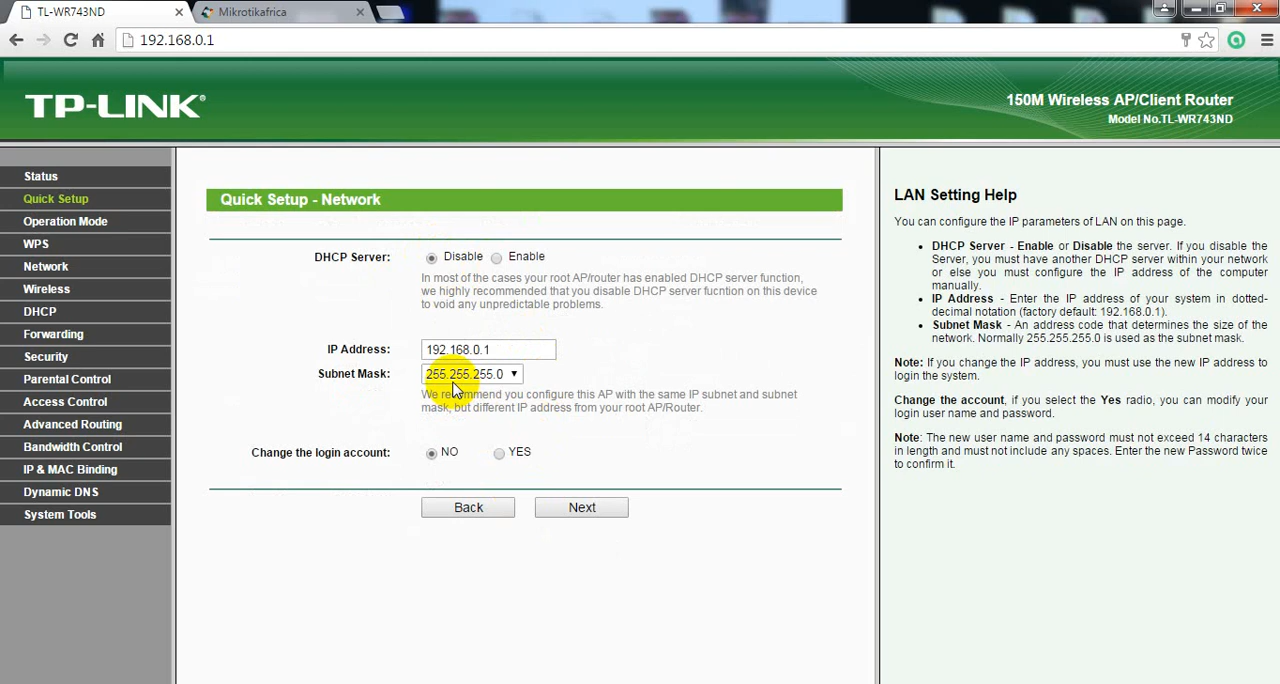 TL-WR743ND
Mikrotikafrica
192.168.0.1
TP-LINK®
150M Wireless AP/Client Router
Model No.TL-WR743ND
Status
Quick Setup
Operation Mode
WPS
Network
Wireless
DHCP
Forwarding
Security
Parental Control
Access Control
Advanced Routing
Bandwidth Control
IP & MAC Binding
Dynamic DNS
System Tools
Quick Setup - Network
DHCP Server: Disable Enable
In most of the cases your root AP/router has enabled DHCP server function,
we highly recommended that you disable DHCP server fucntion on this device
to void any unpredictable problems.
IP Address: 192.168.0.1
Subnet Mask: 255.255.255.0
We recommend you configure this AP with the same IP subnet and subnet
mask, but different IP address from your root AP/Router.
Change the login account: NO YES
Back Next
LAN Setting Help
You can configure the IP parameters of LAN on this page.
• DHCP Server - Enable or Disable the server. If you disable the
Server, you must have another DHCP server within your network
or else you must configure the IP address of the computer
manually.
• IP Address - Enter the IP address of your system in dotted-
decimal notation (factory default: 192.168.0.1).
• Subnet Mask - An address code that determines the size of the
network. Normally 255.255.255.0 is used as the subnet mask.
Note: If you change the IP address, you must use the new IP address to
login the system.
Change the account, if you select the Yes radio, you can modify your
login user name and password.
Note: The new user name and password must not exceed 14 characters
in length and must not include any spaces. Enter the new Password twice
to confirm it.